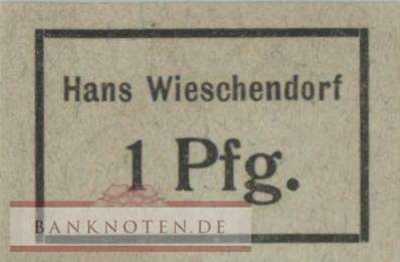 Hans Wieschendorf
1 Pfg.
BANKNOTEN.DE